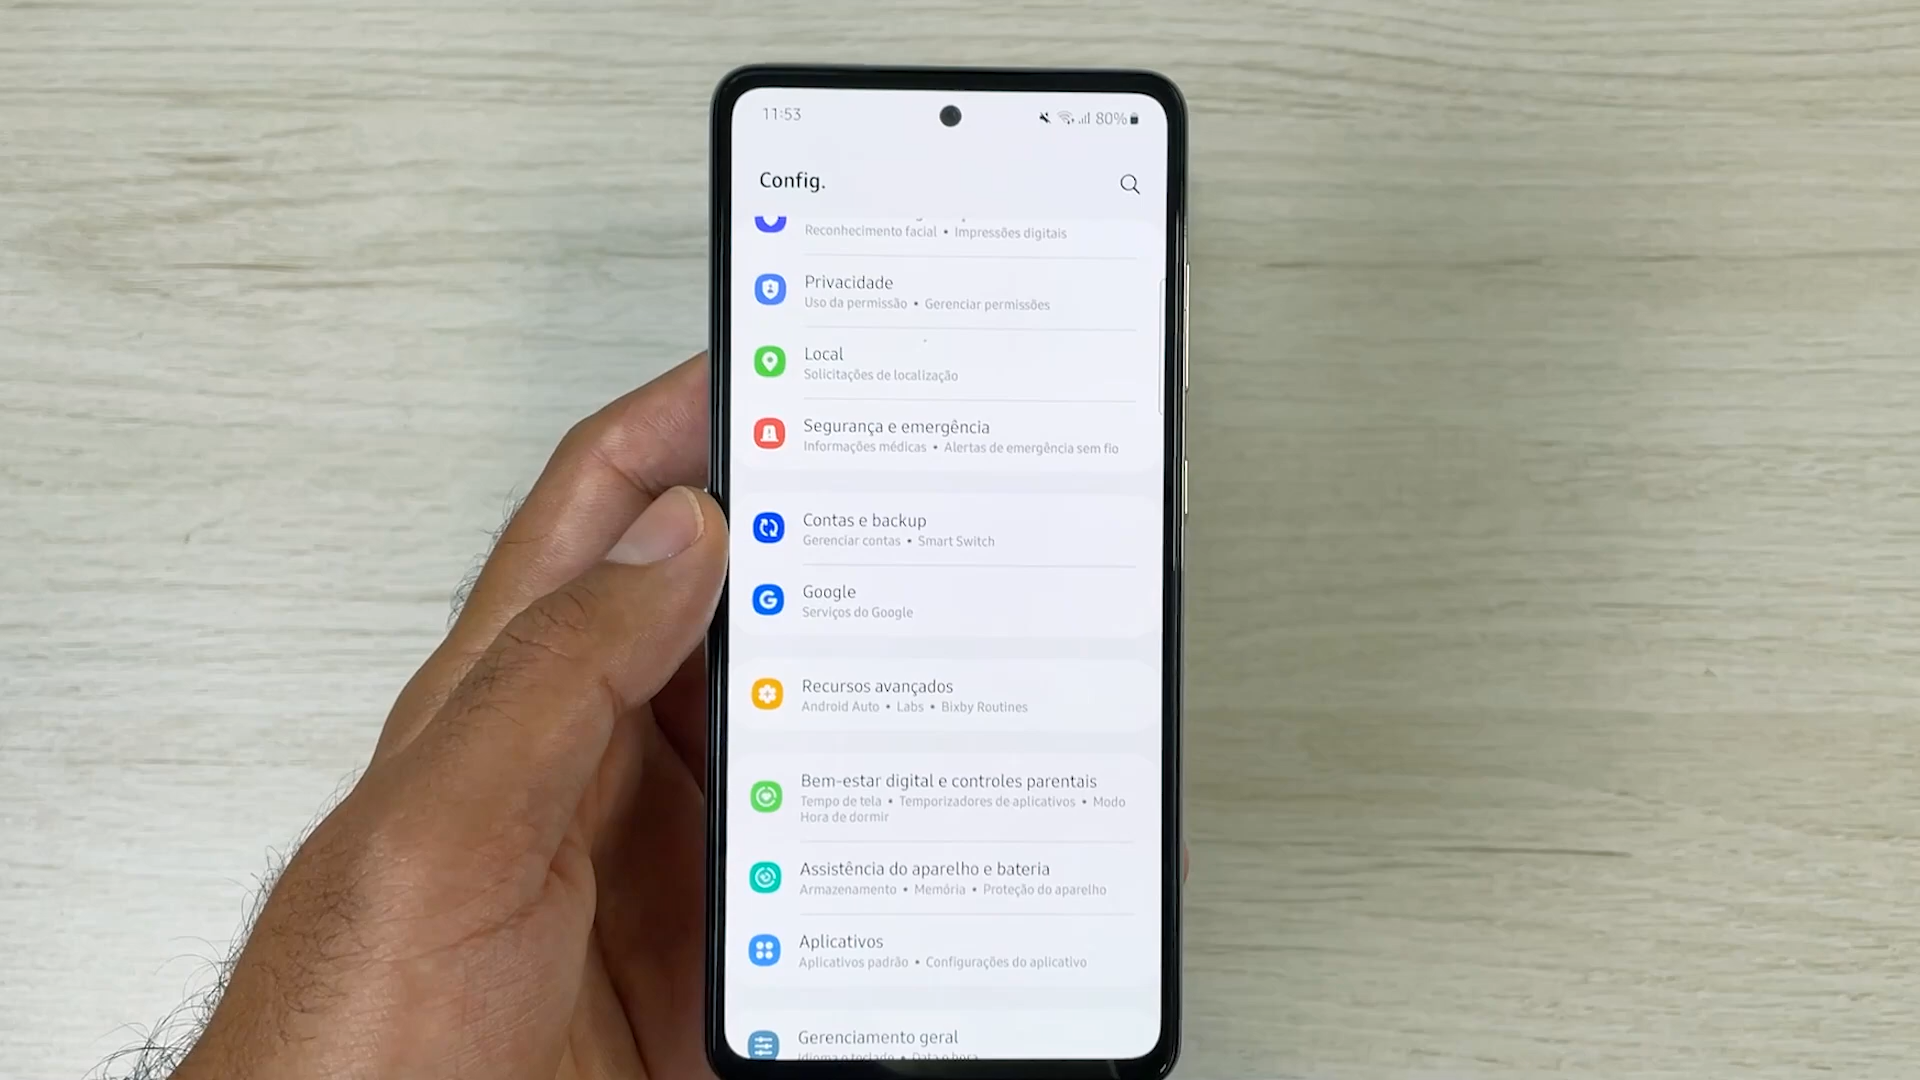 11:53
80%
Config.
Reconhecimento facial • Impressões digitais
Privacidade
Uso da permissão • Gerenciar permissões
Local
Solicitações de localização
Segurança e emergência
Informações médicas • Alertas de emergência sem fio
Contas e backup
Gerenciar contas • Smart Switch
Google
Serviços do Google
Recursos avançados
Android Auto • Labs • Bixby Routines
Bem-estar digital e controles parentais
Tempo de tela • Temporizadores de aplicativos • Modo
Hora de dormir
Assistência do aparelho e bateria
Armazenamento • Memória • Proteção do aparelho
Aplicativos
Aplicativos padrão • Configurações do aplicativo
Gerenciamento geral
Idioma e teclado • Data e hora